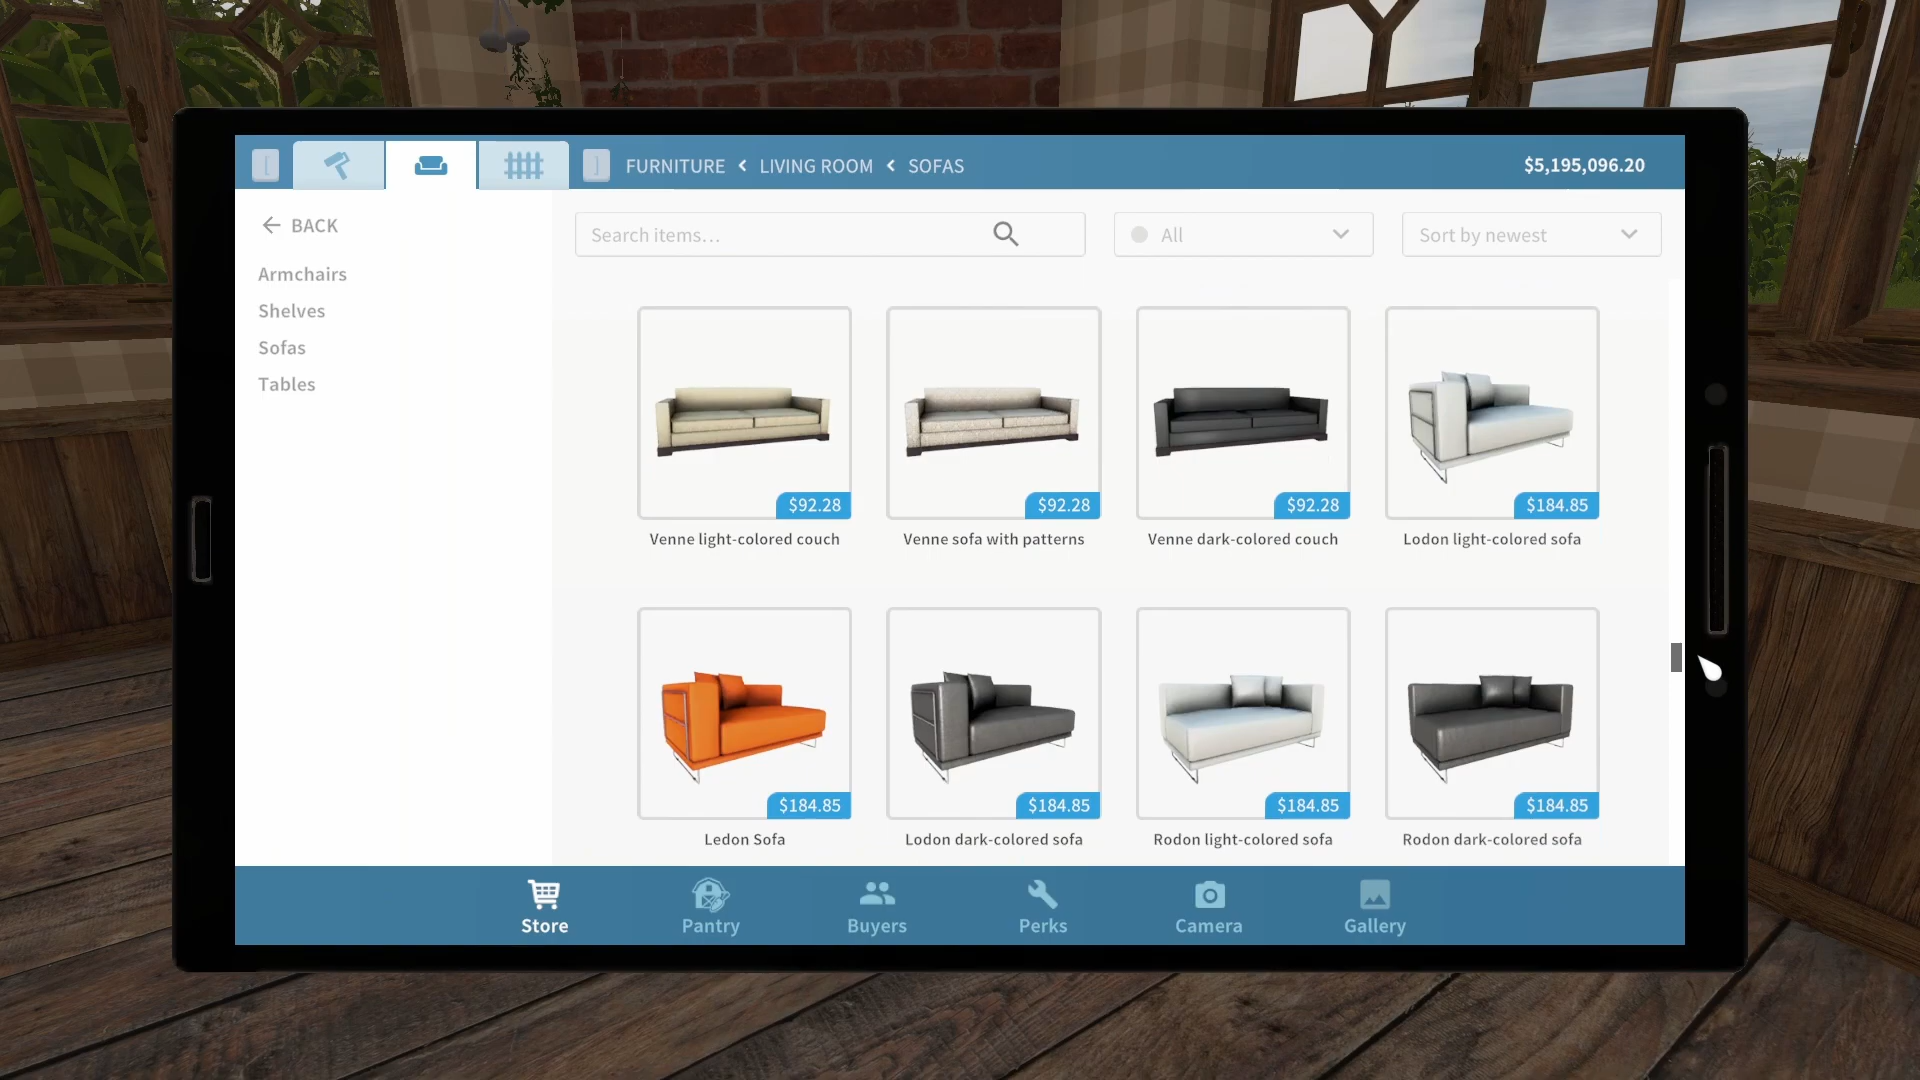 FURNITURE < LIVING ROOM < SOFAS
$5,195,096.20
BACK
Armchairs
Shelves
Sofas
Tables
Search items...
All
Sort by newest
$92.28
$92.28
$92.28
$184.85
Venne light-colored couch
Venne sofa with patterns
Venne dark-colored couch
Lodon light-colored sofa
$184.85
$184.85
$184.85
$184.85
Ledon Sofa
Lodon dark-colored sofa
Rodon light-colored sofa
Rodon dark-colored sofa
Store
Pantry
Buyers
Perks
Camera
Gallery